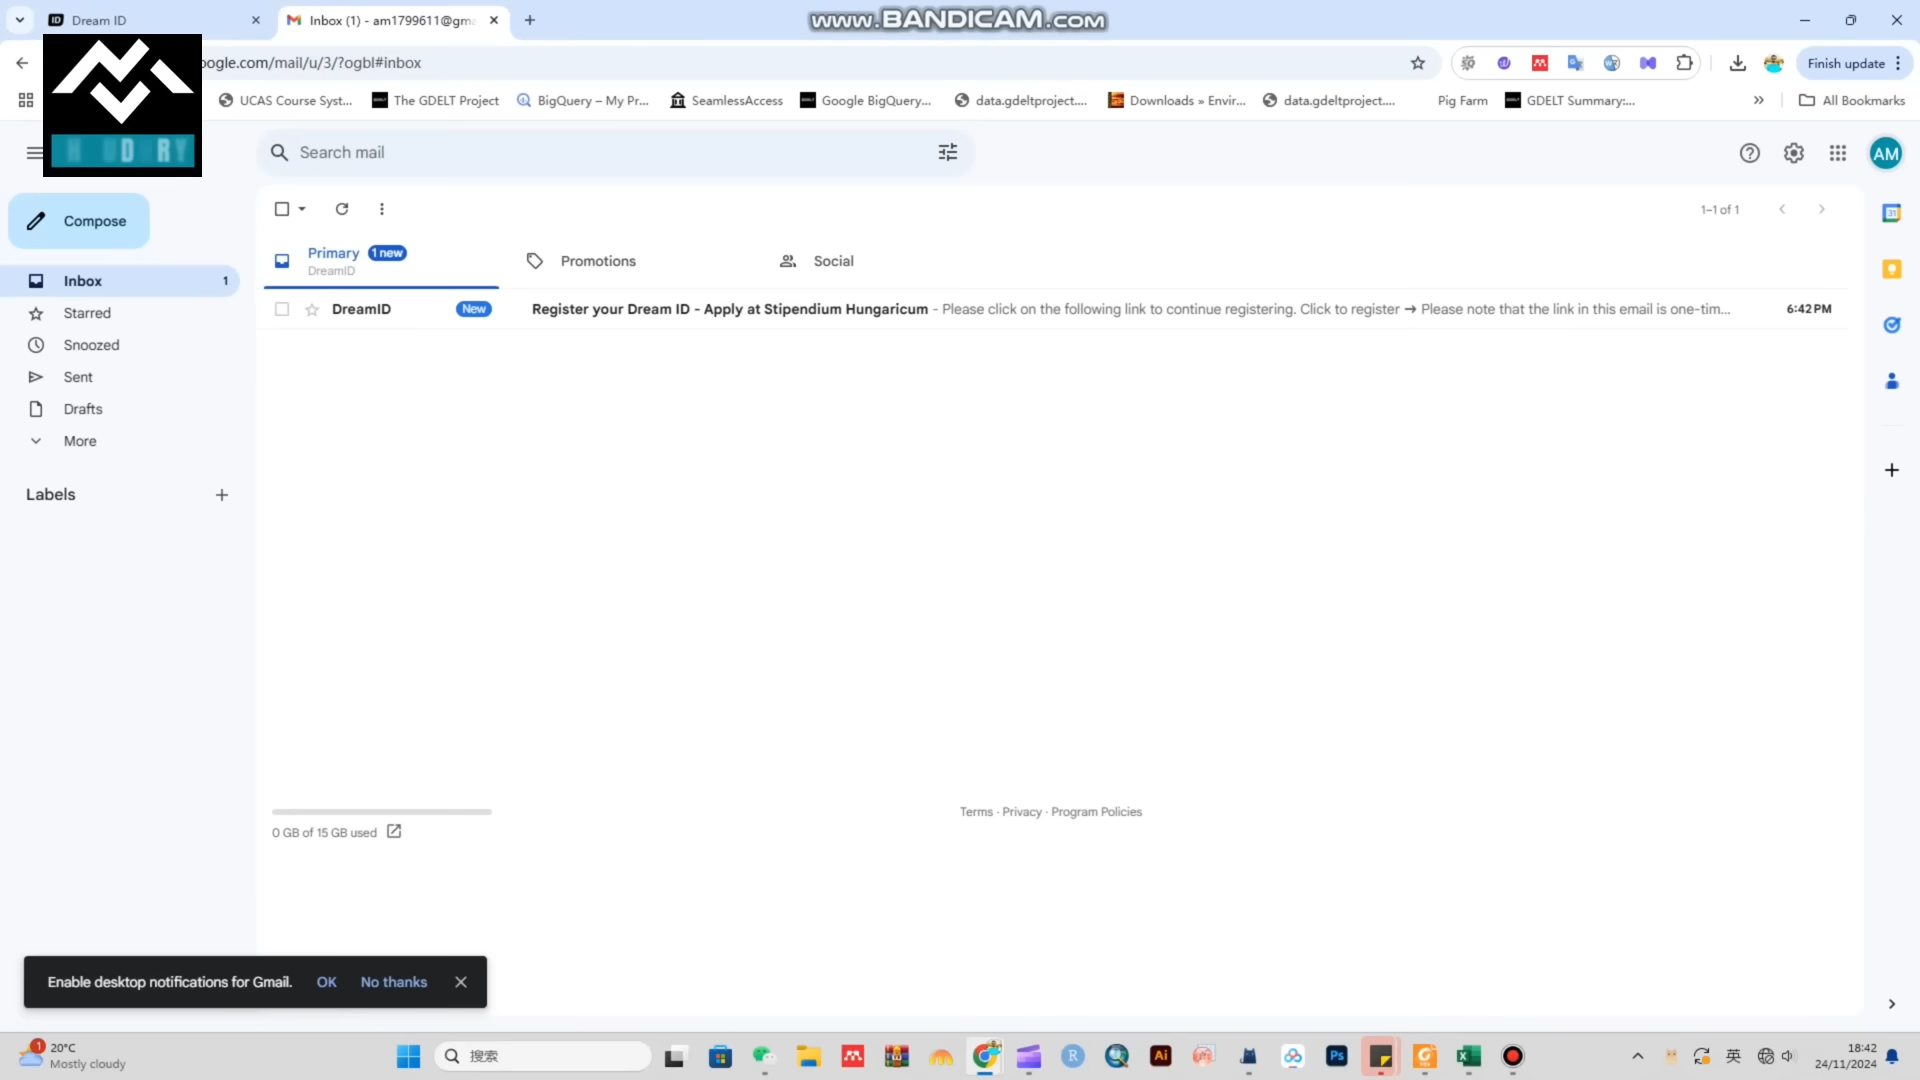 Dream ID
Inbox (1) - am1799611@gma
www.BANDICAM.com
oogle.com/mail/u/3/?ogbl#inbox
Finish update
UCAS Course Syst...
The GDELT Project
BigQuery – My Pr...
SeamlessAccess
Google BigQuery...
data.gdeltproject....
Downloads » Envir...
data.gdeltproject....
Pig Farm
GDELT Summary:...
All Bookmarks
Search mail
AM
Compose
1–1 of 1
Primary 1 new
DreamID
Promotions
Social
Inbox 1
Starred
Snoozed
Sent
Drafts
More
Labels
DreamID New Register your Dream ID - Apply at Stipendium Hungaricum - Please click on the following link to continue registering. Click to register → Please note that the link in this email is one-tim... 6:42 PM
0 GB of 15 GB used
Terms · Privacy · Program Policies
Enable desktop notifications for Gmail. OK No thanks
20°C
Mostly cloudy
搜索
英
18:42
24/11/2024